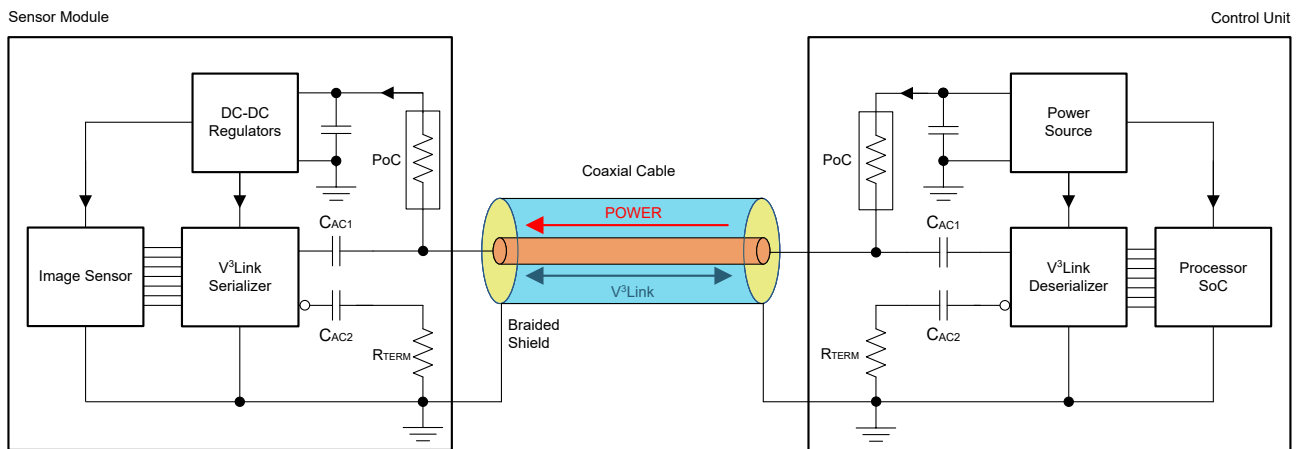 Sensor Module
Control Unit
DC-DC
Regulators
PoC
CAC1
Image Sensor
V³Link
Serializer
CAC2
RTERM
Coaxial Cable
POWER
V³Link
Braided
Shield
PoC
Power
Source
CAC1
V³Link
Deserializer
Processor
SoC
CAC2
RTERM